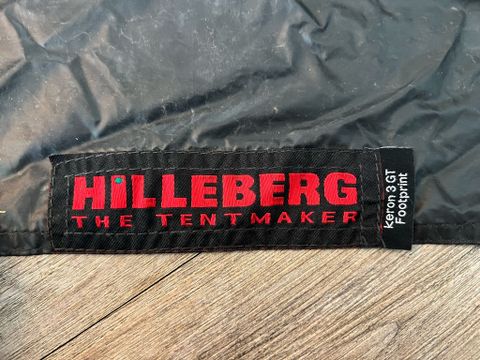 HILLEBERG
THE TENTMAKER
Keron 3 GT
Footprint